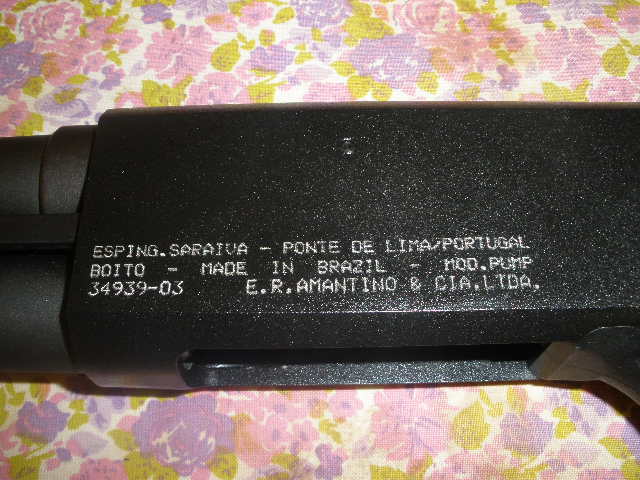 ESPING.SARAIVA - PONTE DE LIMA/PORTUGAL
BOITO - MADE IN BRAZIL - MOD.PUMP
34939-03 E.R.AMANTINO & CIA.LTDA.